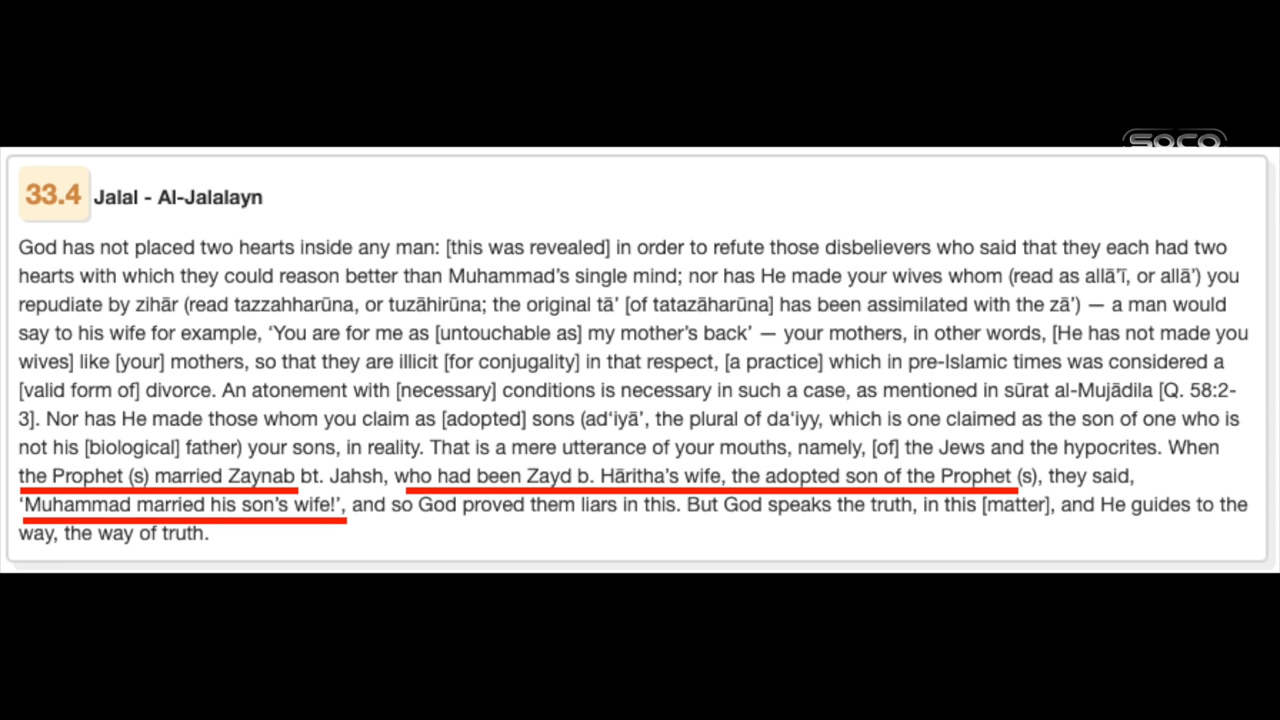 SOCO
33.4 Jalal - Al-Jalalayn
God has not placed two hearts inside any man: [this was revealed] in order to refute those disbelievers who said that they each had two
hearts with which they could reason better than Muhammad’s single mind; nor has He made your wives whom (read as allā’ī, or allā’) you
repudiate by zihār (read tazzahharūna, or tuzāhirūna; the original tā’ [of tatazāharūna] has been assimilated with the zā’) — a man would
say to his wife for example, ‘You are for me as [untouchable as] my mother’s back’ — your mothers, in other words, [He has not made you
wives] like [your] mothers, so that they are illicit [for conjugality] in that respect, [a practice] which in pre-Islamic times was considered a
[valid form of] divorce. An atonement with [necessary] conditions is necessary in such a case, as mentioned in sūrat al-Mujādila [Q. 58:2-
3]. Nor has He made those whom you claim as [adopted] sons (ad‘iyā’, the plural of da‘iyy, which is one claimed as the son of one who is
not his [biological] father) your sons, in reality. That is a mere utterance of your mouths, namely, [of] the Jews and the hypocrites. When
the Prophet (s) married Zaynab bt. Jahsh, who had been Zayd b. Hāritha’s wife, the adopted son of the Prophet (s), they said,
‘Muhammad married his son’s wife!’, and so God proved them liars in this. But God speaks the truth, in this [matter], and He guides to the
way, the way of truth.